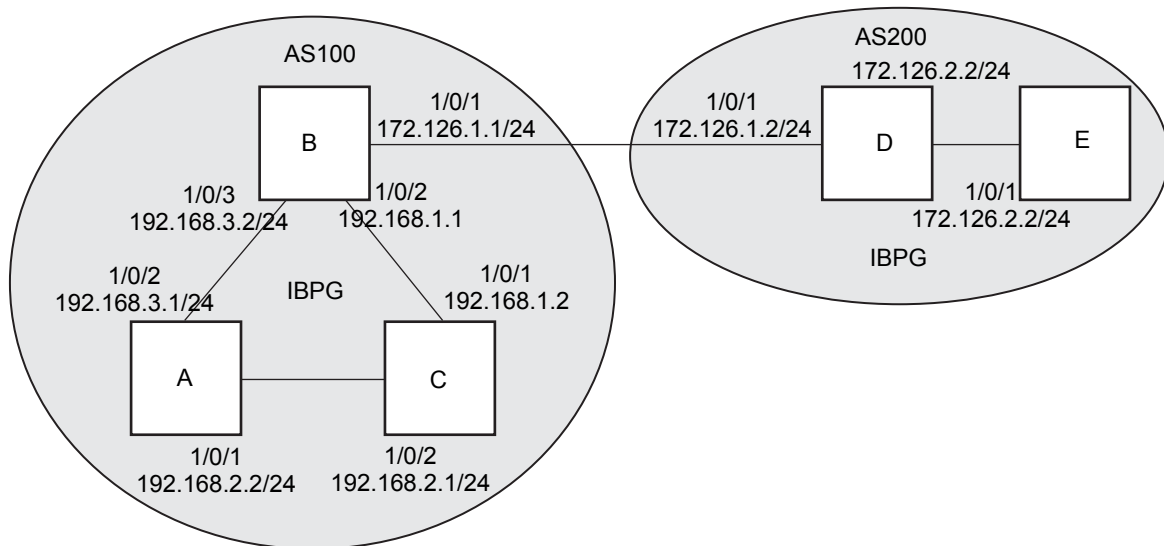 AS100
AS200
172.126.2.2/24
1/0/1
172.126.1.1/24
1/0/1
172.126.1.2/24
B
D
E
1/0/3
192.168.3.2/24
1/0/2
192.168.1.1
1/0/1
172.126.2.2/24
IBPG
1/0/2
192.168.3.1/24
IBPG
1/0/1
192.168.1.2
A
C
1/0/1
192.168.2.2/24
1/0/2
192.168.2.1/24